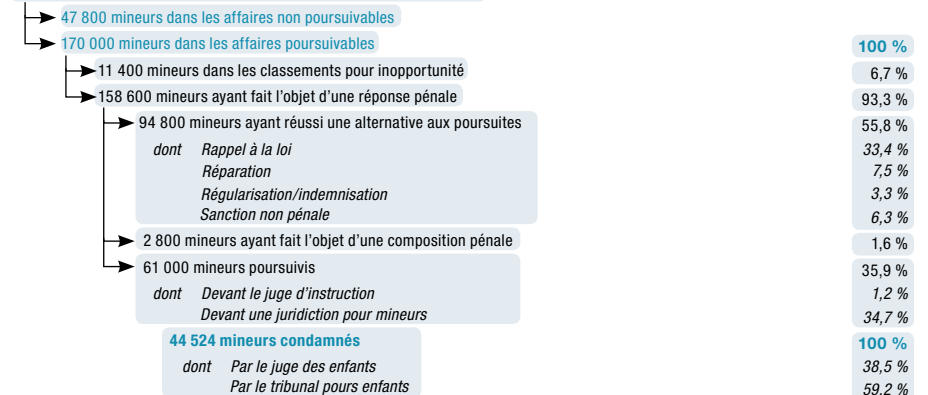 47 800 mineurs dans les affaires non poursuivables
170 000 mineurs dans les affaires poursuivables 100 %
11 400 mineurs dans les classements pour inopportunité 6,7 %
158 600 mineurs ayant fait l'objet d'une réponse pénale 93,3 %
94 800 mineurs ayant réussi une alternative aux poursuites 55,8 %
dont Rappel à la loi 33,4 %
Réparation 7,5 %
Régularisation/indemnisation 3,3 %
Sanction non pénale 6,3 %
2 800 mineurs ayant fait l'objet d'une composition pénale 1,6 %
61 000 mineurs poursuivis 35,9 %
dont Devant le juge d'instruction 1,2 %
Devant une juridiction pour mineurs 34,7 %
44 524 mineurs condamnés 100 %
dont Par le juge des enfants 38,5 %
Par le tribunal pours enfants 59,2 %